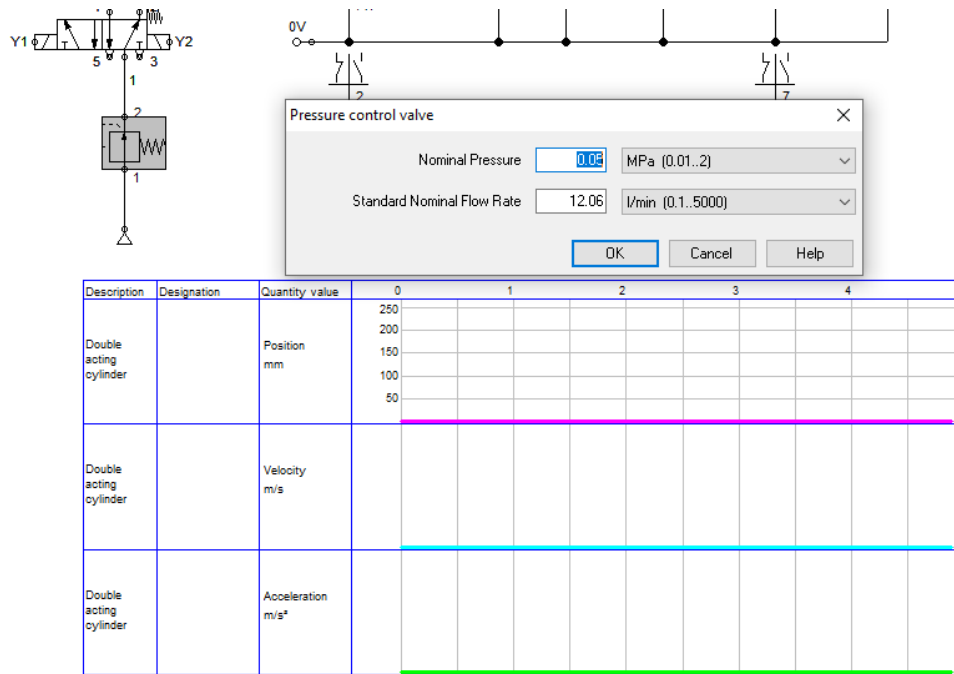 Y1
Y2
5
3
1
2
1
0V
2
7
Pressure control valve
Nominal Pressure 0.05 MPa (0.01..2)
Standard Nominal Flow Rate 12.06 l/min (0.1..5000)
OK Cancel Help
Description Designation Quantity value 0 1 2 3 4
Double
acting
cylinder
Position
mm
250
200
150
100
50
Double
acting
cylinder
Velocity
m/s
Double
acting
cylinder
Acceleration
m/s²